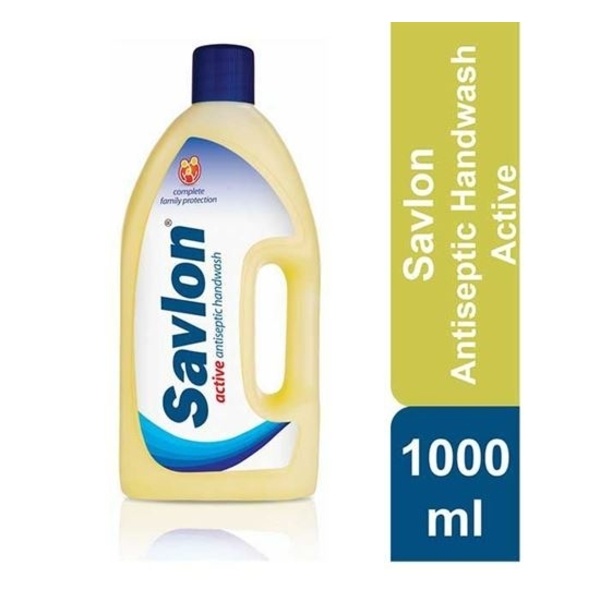 complete
family protection
Savlon®
active antiseptic handwash
Savlon
Antiseptic Handwash
Active
1000
ml